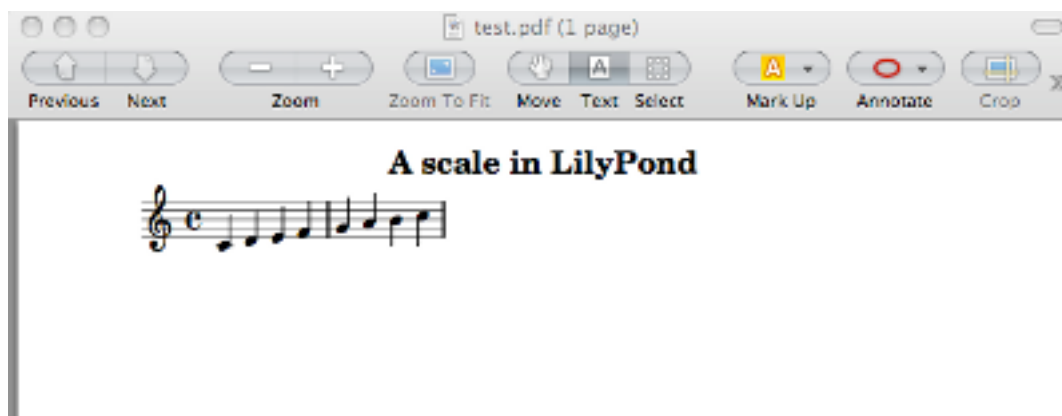 test.pdf (1 page)
Previous Next Zoom Zoom To Fit Move Text Select Mark Up Annotate Crop
A scale in LilyPond